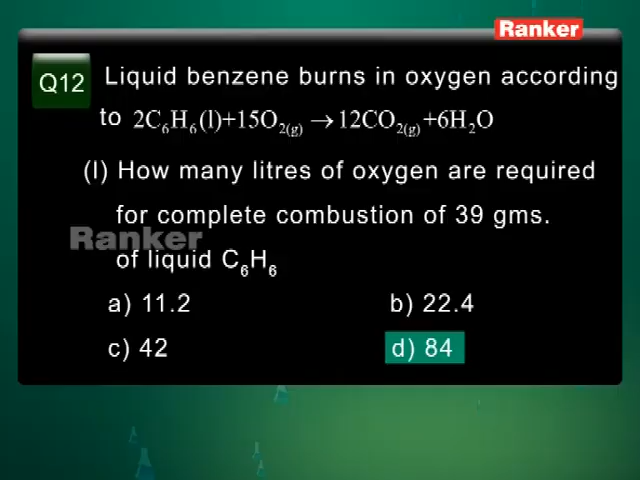 Ranker
Q12 Liquid benzene burns in oxygen according
to 2C₆H₆(l)+15O₂(g) →12CO₂(g)+6H₂O
(l) How many litres of oxygen are required
for complete combustion of 39 gms.
Ranker
of liquid C₆H₆
a) 11.2 b) 22.4
c) 42 d) 84